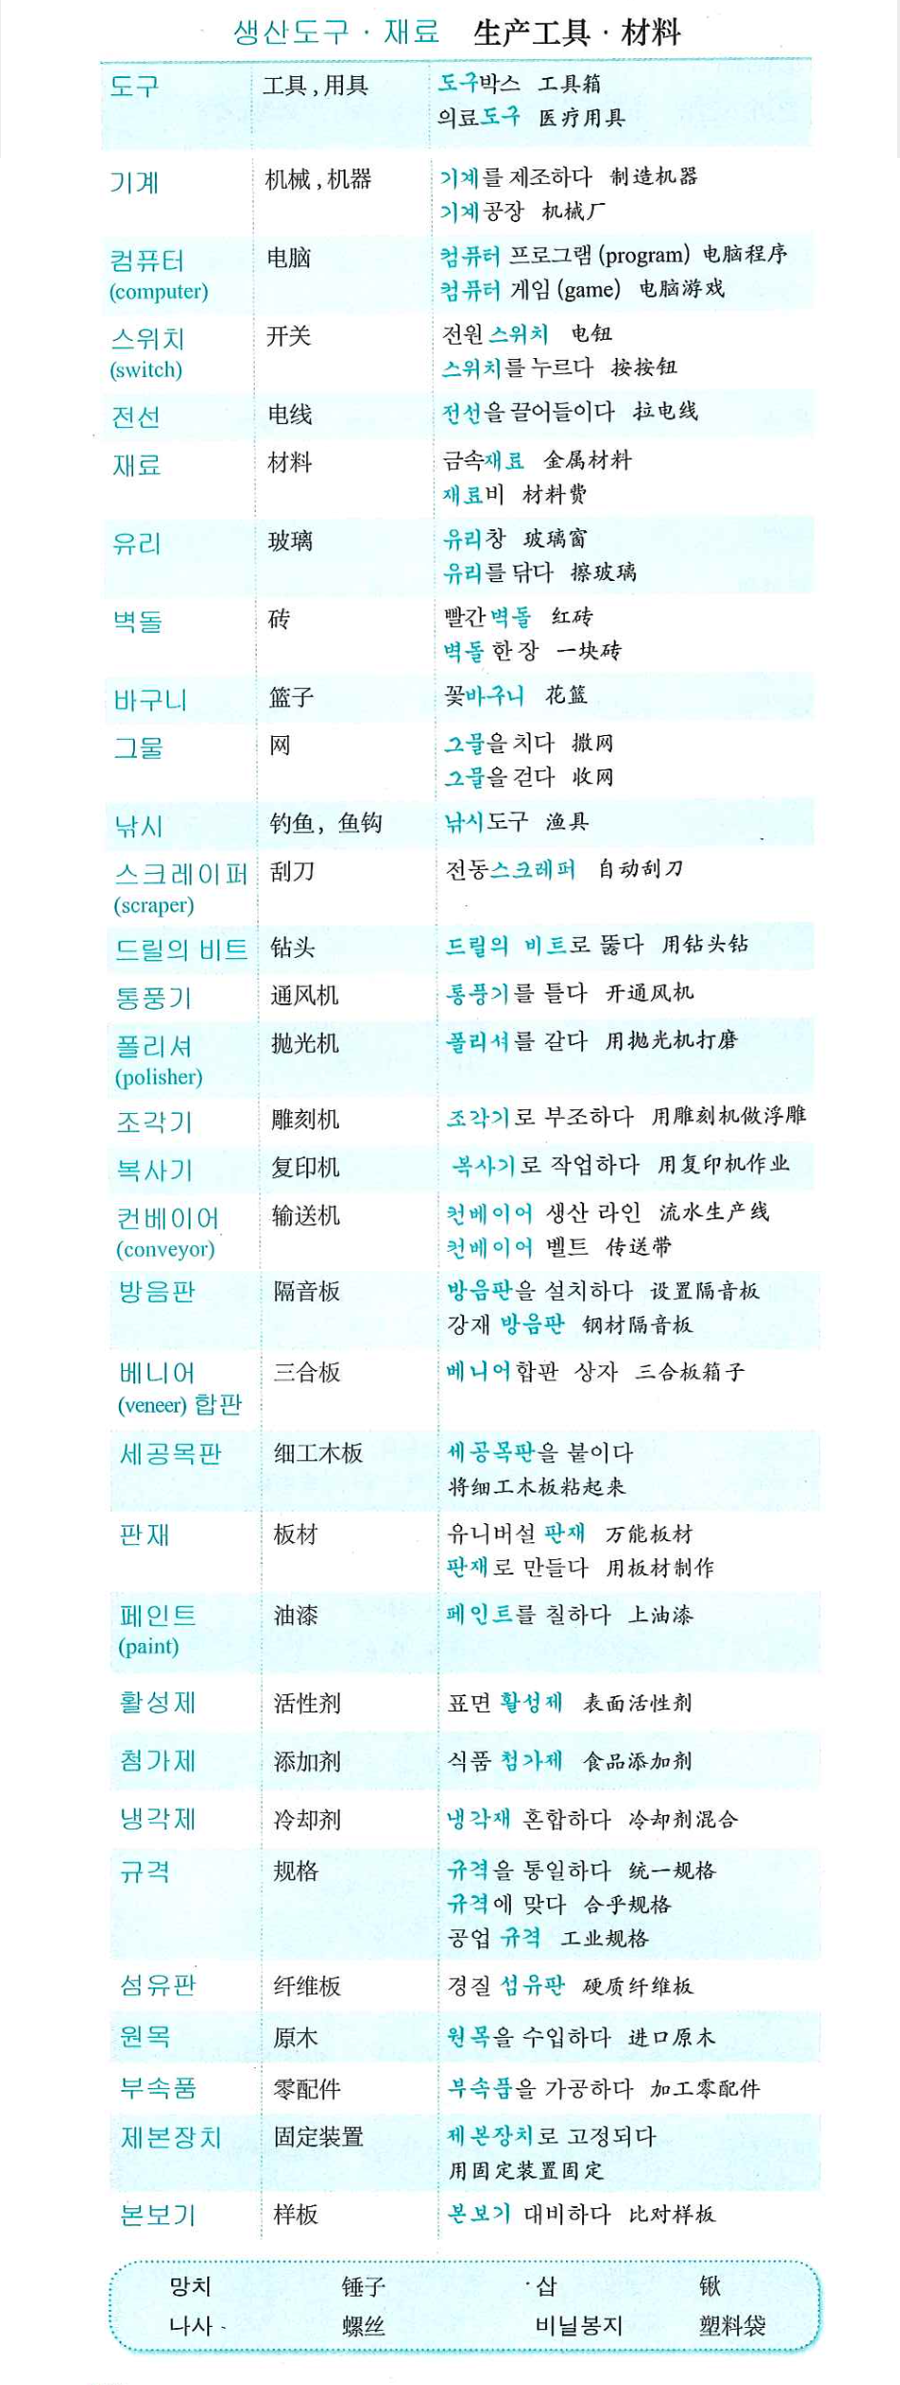 생산도구·재료 生产工具·材料
도구 工具,用具 도구박스 工具箱
의료도구 医疗用具
기계 机械,机器 기계를 제조하다 制造机器
기계공장 机械厂
컴퓨터 电脑 컴퓨터 프로그램(program) 电脑程序
(computer) 컴퓨터 게임(game) 电脑游戏
스위치 开关 전원 스위치 电钮
(switch) 스위치를 누르다 按按钮
전선 电线 전선을 끌어들이다 拉电线
재료 材料 금속재료 金属材料
재료비 材料费
유리 玻璃 유리창 玻璃窗
유리를 닦다 擦玻璃
벽돌 砖 빨간 벽돌 红砖
벽돌 한 장 一块砖
바구니 篮子 꽃바구니 花篮
그물 网 그물을 치다 撒网
그물을 걷다 收网
낚시 钓鱼，鱼钩 낚시도구 渔具
스크레이퍼 刮刀 전동스크레퍼 自动刮刀
(scraper)
드릴의 비트 钻头 드릴의 비트로 뚫다 用钻头钻
통풍기 通风机 통풍기를 틀다 开通风机
폴리셔 抛光机 폴리셔를 갈다 用抛光机打磨
(polisher)
조각기 雕刻机 조각기로 부조하다 用雕刻机做浮雕
복사기 复印机 복사기로 작업하다 用复印机作业
컨베이어 输送机 컨베이어 생산 라인 流水生产线
(conveyor) 컨베이어 벨트 传送带
방음판 隔音板 방음판을 설치하다 设置隔音板
강재 방음판 钢材隔音板
베니어 三合板 베니어합판 상자 三合板箱子
(veneer) 합판
세공목판 细工木板 세공목판을 붙이다
将细工木板粘起来
판재 板材 유니버설 판재 万能板材
판재로 만들다 用板材制作
페인트 油漆 페인트를 칠하다 上油漆
(paint)
활성제 活性剂 표면 활성제 表面活性剂
첨가제 添加剂 식품 첨가제 食品添加剂
냉각제 冷却剂 냉각재 혼합하다 冷却剂混合
규격 规格 규격을 통일하다 统一规格
규격에 맞다 合乎规格
공업 규격 工业规格
섬유판 纤维板 경질 섬유판 硬质纤维板
원목 原木 원목을 수입하다 进口原木
부속품 零配件 부속품을 가공하다 加工零配件
제본장치 固定装置 제본장치로 고정되다
用固定装置固定
본보기 样板 본보기 대비하다 比对样板
망치 锤子 삽 锹
나사 螺丝 비닐봉지 塑料袋